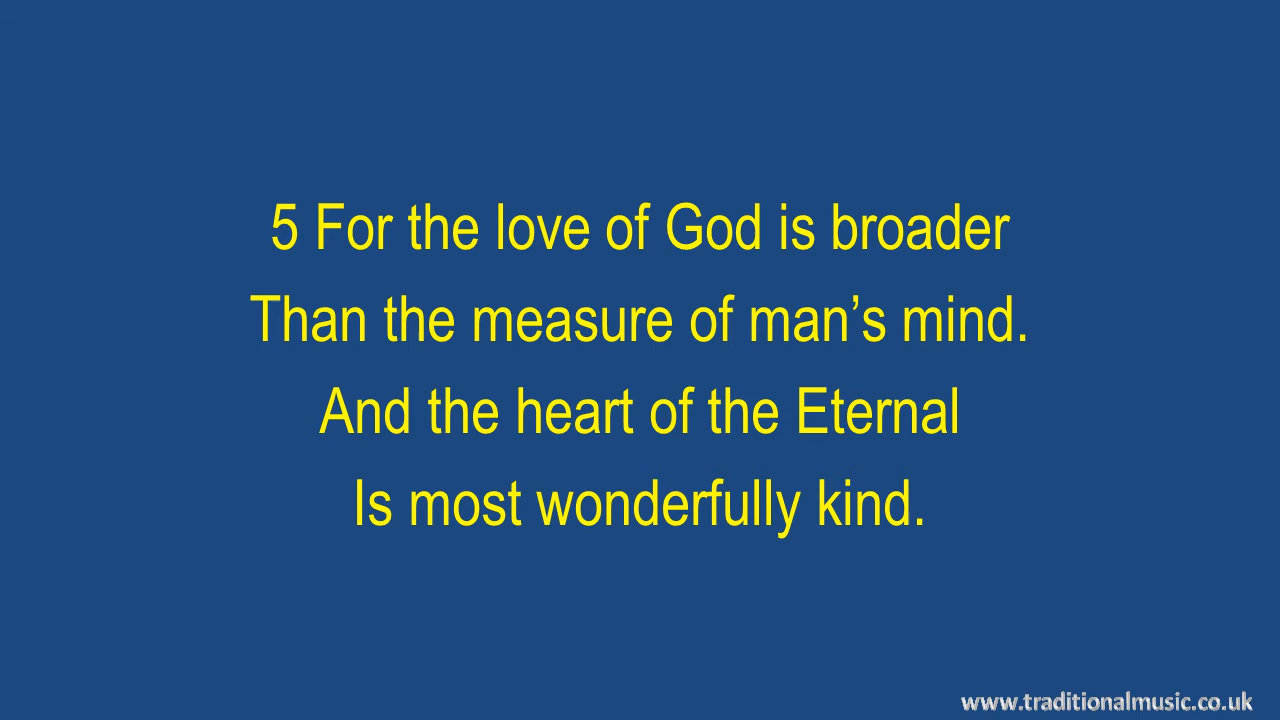 5 For the love of God is broader
Than the measure of man’s mind.
And the heart of the Eternal
Is most wonderfully kind.
www.traditionalmusic.co.uk